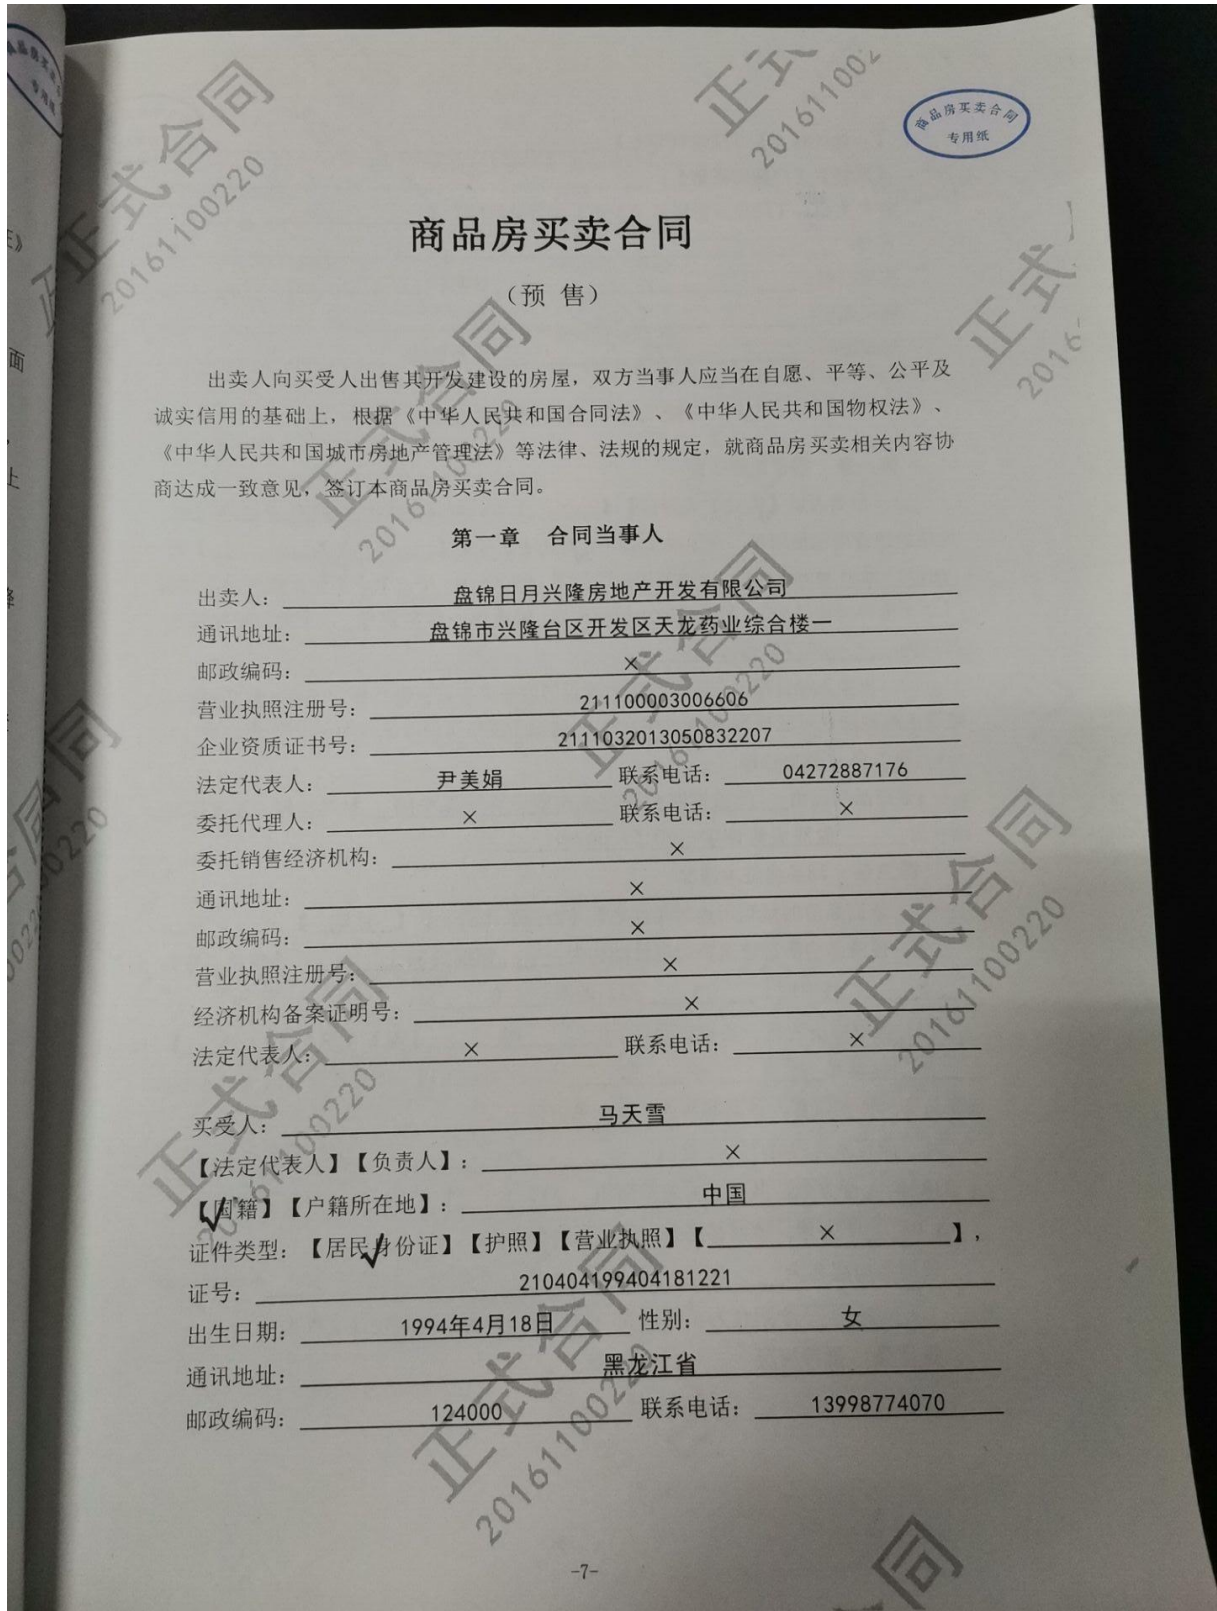 商品房买卖合同
专用纸
商品房买卖合同
（预 售）
出卖人向买受人出售其开发建设的房屋，双方当事人应当在自愿、平等、公平及
诚实信用的基础上，根据《中华人民共和国合同法》、《中华人民共和国物权法》、
《中华人民共和国城市房地产管理法》等法律、法规的规定，就商品房买卖相关内容协
商达成一致意见，签订本商品房买卖合同。
第一章 合同当事人
出卖人：盘锦日月兴隆房地产开发有限公司
通讯地址：盘锦市兴隆台区开发区天龙药业综合楼一
邮政编码：×
营业执照注册号：211100003006606
企业资质证书号：2111032013050832207
法定代表人：尹美娟 联系电话：04272887176
委托代理人：× 联系电话：×
委托销售经济机构：×
通讯地址：×
邮政编码：×
营业执照注册号：×
经济机构备案证明号：×
法定代表人：× 联系电话：×
买受人：马天雪
【法定代表人】【负责人】：×
【国籍】【户籍所在地】：中国
证件类型：【居民身份证】【护照】【营业执照】【×】，
证号：210404199404181221
出生日期：1994年4月18日 性别：女
通讯地址：黑龙江省
邮政编码：124000 联系电话：13998774070
-7-
正式合同
20161100220